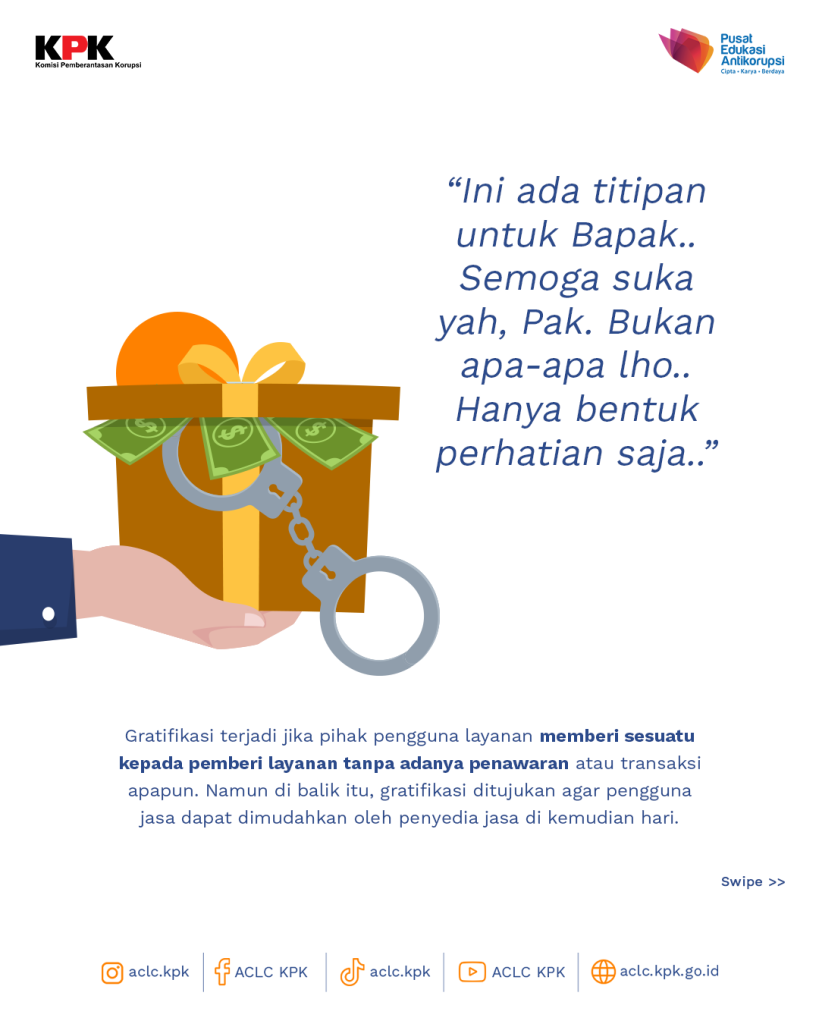 KPK
Komisi Pemberantasan Korupsi
Pusat
Edukasi
Antikorupsi
Cipta • Karya • Berdaya
“Ini ada titipan
untuk Bapak..
Semoga suka
yah, Pak. Bukan
apa-apa lho..
Hanya bentuk
perhatian saja..”
Gratifikasi terjadi jika pihak pengguna layanan memberi sesuatu
kepada pemberi layanan tanpa adanya penawaran atau transaksi
apapun. Namun di balik itu, gratifikasi ditujukan agar pengguna
jasa dapat dimudahkan oleh penyedia jasa di kemudian hari.
Swipe >>
aclc.kpk
ACLC KPK
aclc.kpk
ACLC KPK
aclc.kpk.go.id